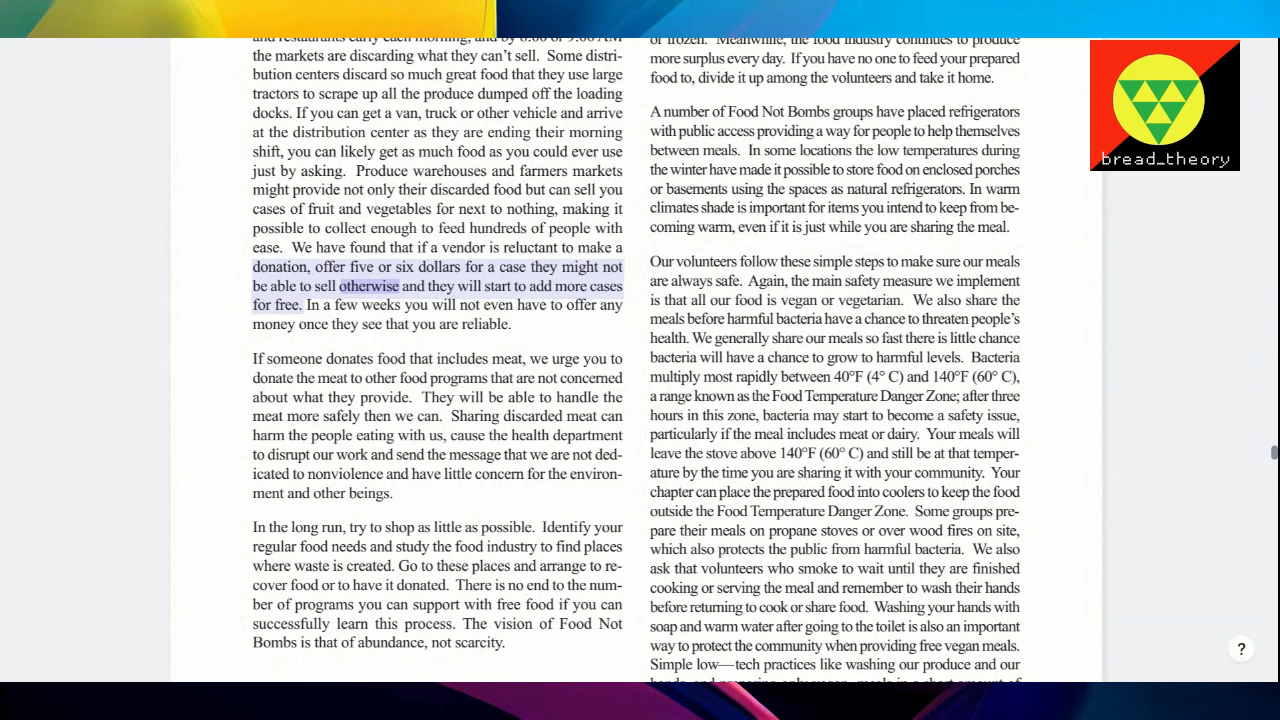 and restaurants early each morning, and by 8:00 or 9:00 AM
the markets are discarding what they can't sell. Some distri-
bution centers discard so much great food that they use large
tractors to scrape up all the produce dumped off the loading
docks. If you can get a van, truck or other vehicle and arrive
at the distribution center as they are ending their morning
shift, you can likely get as much food as you could ever use
just by asking. Produce warehouses and farmers markets
might provide not only their discarded food but can sell you
cases of fruit and vegetables for next to nothing, making it
possible to collect enough to feed hundreds of people with
ease. We have found that if a vendor is reluctant to make a
donation, offer five or six dollars for a case they might not
be able to sell otherwise and they will start to add more cases
for free. In a few weeks you will not even have to offer any
money once they see that you are reliable.
If someone donates food that includes meat, we urge you to
donate the meat to other food programs that are not concerned
about what they provide. They will be able to handle the
meat more safely then we can. Sharing discarded meat can
harm the people eating with us, cause the health department
to disrupt our work and send the message that we are not ded-
icated to nonviolence and have little concern for the environ-
ment and other beings.
In the long run, try to shop as little as possible. Identify your
regular food needs and study the food industry to find places
where waste is created. Go to these places and arrange to re-
cover food or to have it donated. There is no end to the num-
ber of programs you can support with free food if you can
successfully learn this process. The vision of Food Not
Bombs is that of abundance, not scarcity.
or frozen. Meanwhile, the food industry continues to produce
more surplus every day. If you have no one to feed your prepared
food to, divide it up among the volunteers and take it home.
A number of Food Not Bombs groups have placed refrigerators
with public access providing a way for people to help themselves
between meals. In some locations the low temperatures during
the winter have made it possible to store food on enclosed porches
or basements using the spaces as natural refrigerators. In warm
climates shade is important for items you intend to keep from be-
coming warm, even if it is just while you are sharing the meal.
Our volunteers follow these simple steps to make sure our meals
are always safe. Again, the main safety measure we implement
is that all our food is vegan or vegetarian. We also share the
meals before harmful bacteria have a chance to threaten people's
health. We generally share our meals so fast there is little chance
bacteria will have a chance to grow to harmful levels. Bacteria
multiply most rapidly between 40°F (4° C) and 140°F (60° C),
a range known as the Food Temperature Danger Zone; after three
hours in this zone, bacteria may start to become a safety issue,
particularly if the meal includes meat or dairy. Your meals will
leave the stove above 140°F (60° C) and still be at that temper-
ature by the time you are sharing it with your community. Your
chapter can place the prepared food into coolers to keep the food
outside the Food Temperature Danger Zone. Some groups pre-
pare their meals on propane stoves or over wood fires on site,
which also protects the public from harmful bacteria. We also
ask that volunteers who smoke to wait until they are finished
cooking or serving the meal and remember to wash their hands
before returning to cook or share food. Washing your hands with
soap and warm water after going to the toilet is also an important
way to protect the community when providing free vegan meals.
Simple low—tech practices like washing our produce and our
hands, and preparing only vegan meals in a short amount of
bread_theory
?